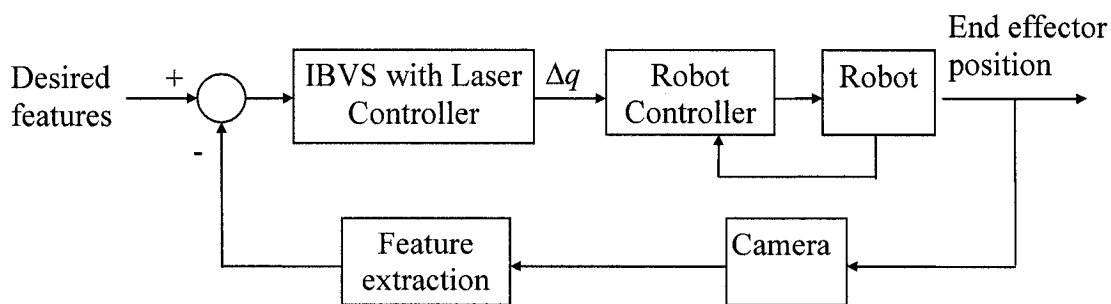 End effector
position
Desired
features
+
-
IBVS with Laser
Controller
Δq
Robot
Controller
Robot
Feature
extraction
Camera